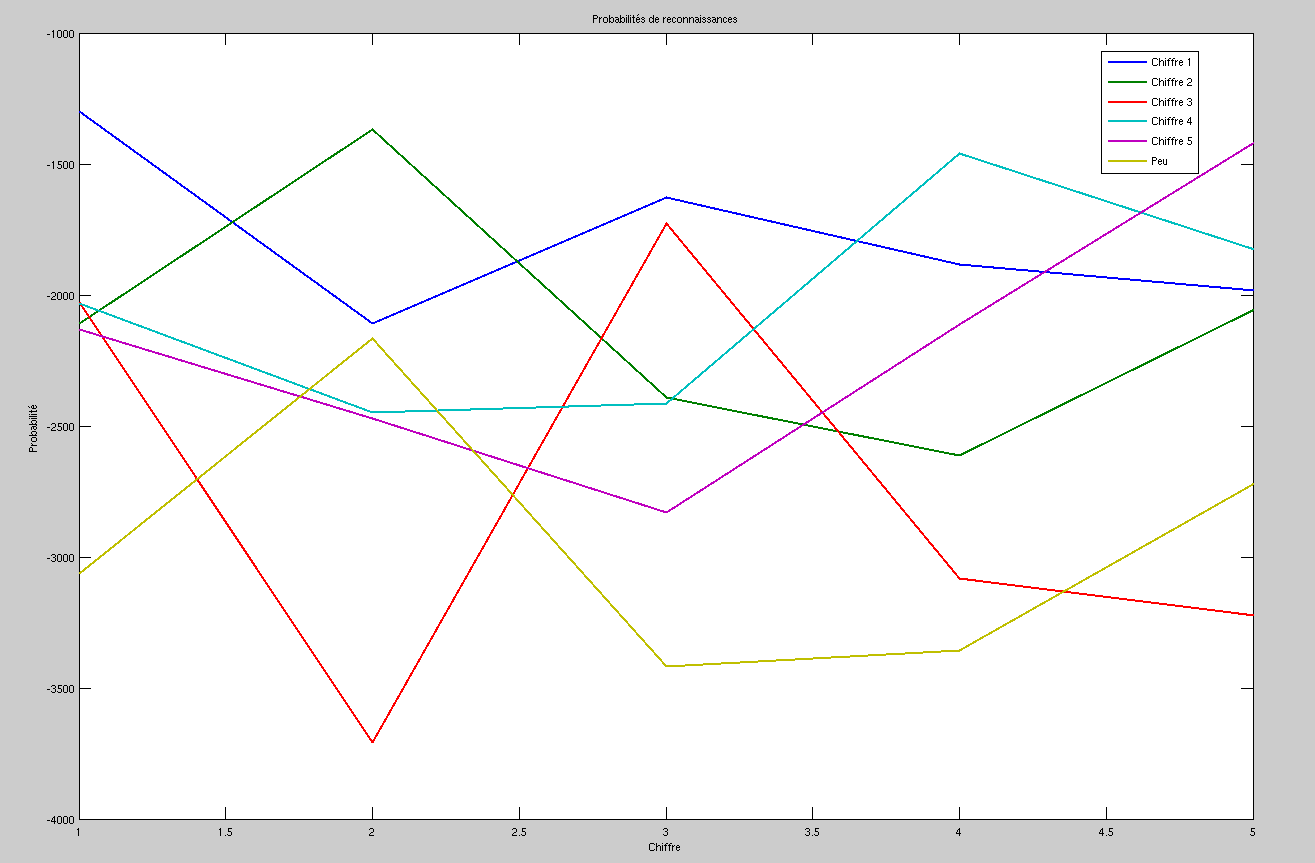 Probabilités de reconnaissances
-1000
-1500
-2000
-2500
-3000
-3500
-4000
Probabilité
Chiffre 1
Chiffre 2
Chiffre 3
Chiffre 4
Chiffre 5
Peu
1
1.5
2
2.5
3
3.5
4
4.5
5
Chiffre